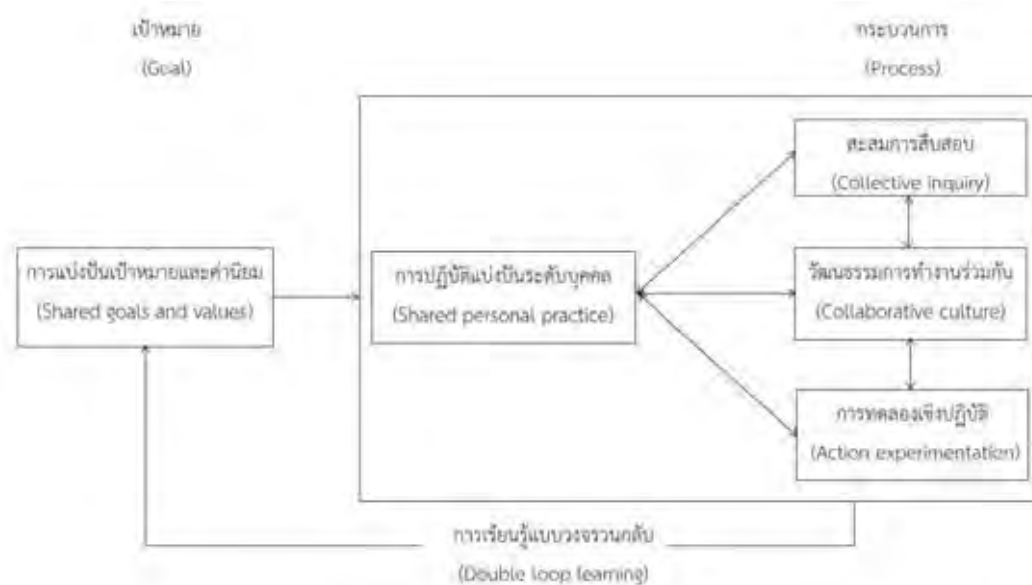 เป้าหมาย
(Goal)
กระบวนการ
(Process)
สะสมการสืบสอบ
(Collective inquiry)
การแบ่งปันเป้าหมายและค่านิยม
(Shared goals and values)
การปฏิบัติแบ่งปันระดับบุคคล
(Shared personal practice)
วัฒนธรรมการทำงานร่วมกัน
(Collaborative culture)
การทดลองเชิงปฏิบัติ
(Action experimentation)
การเรียนรู้แบบวงจรวนกลับ
(Double loop learning)